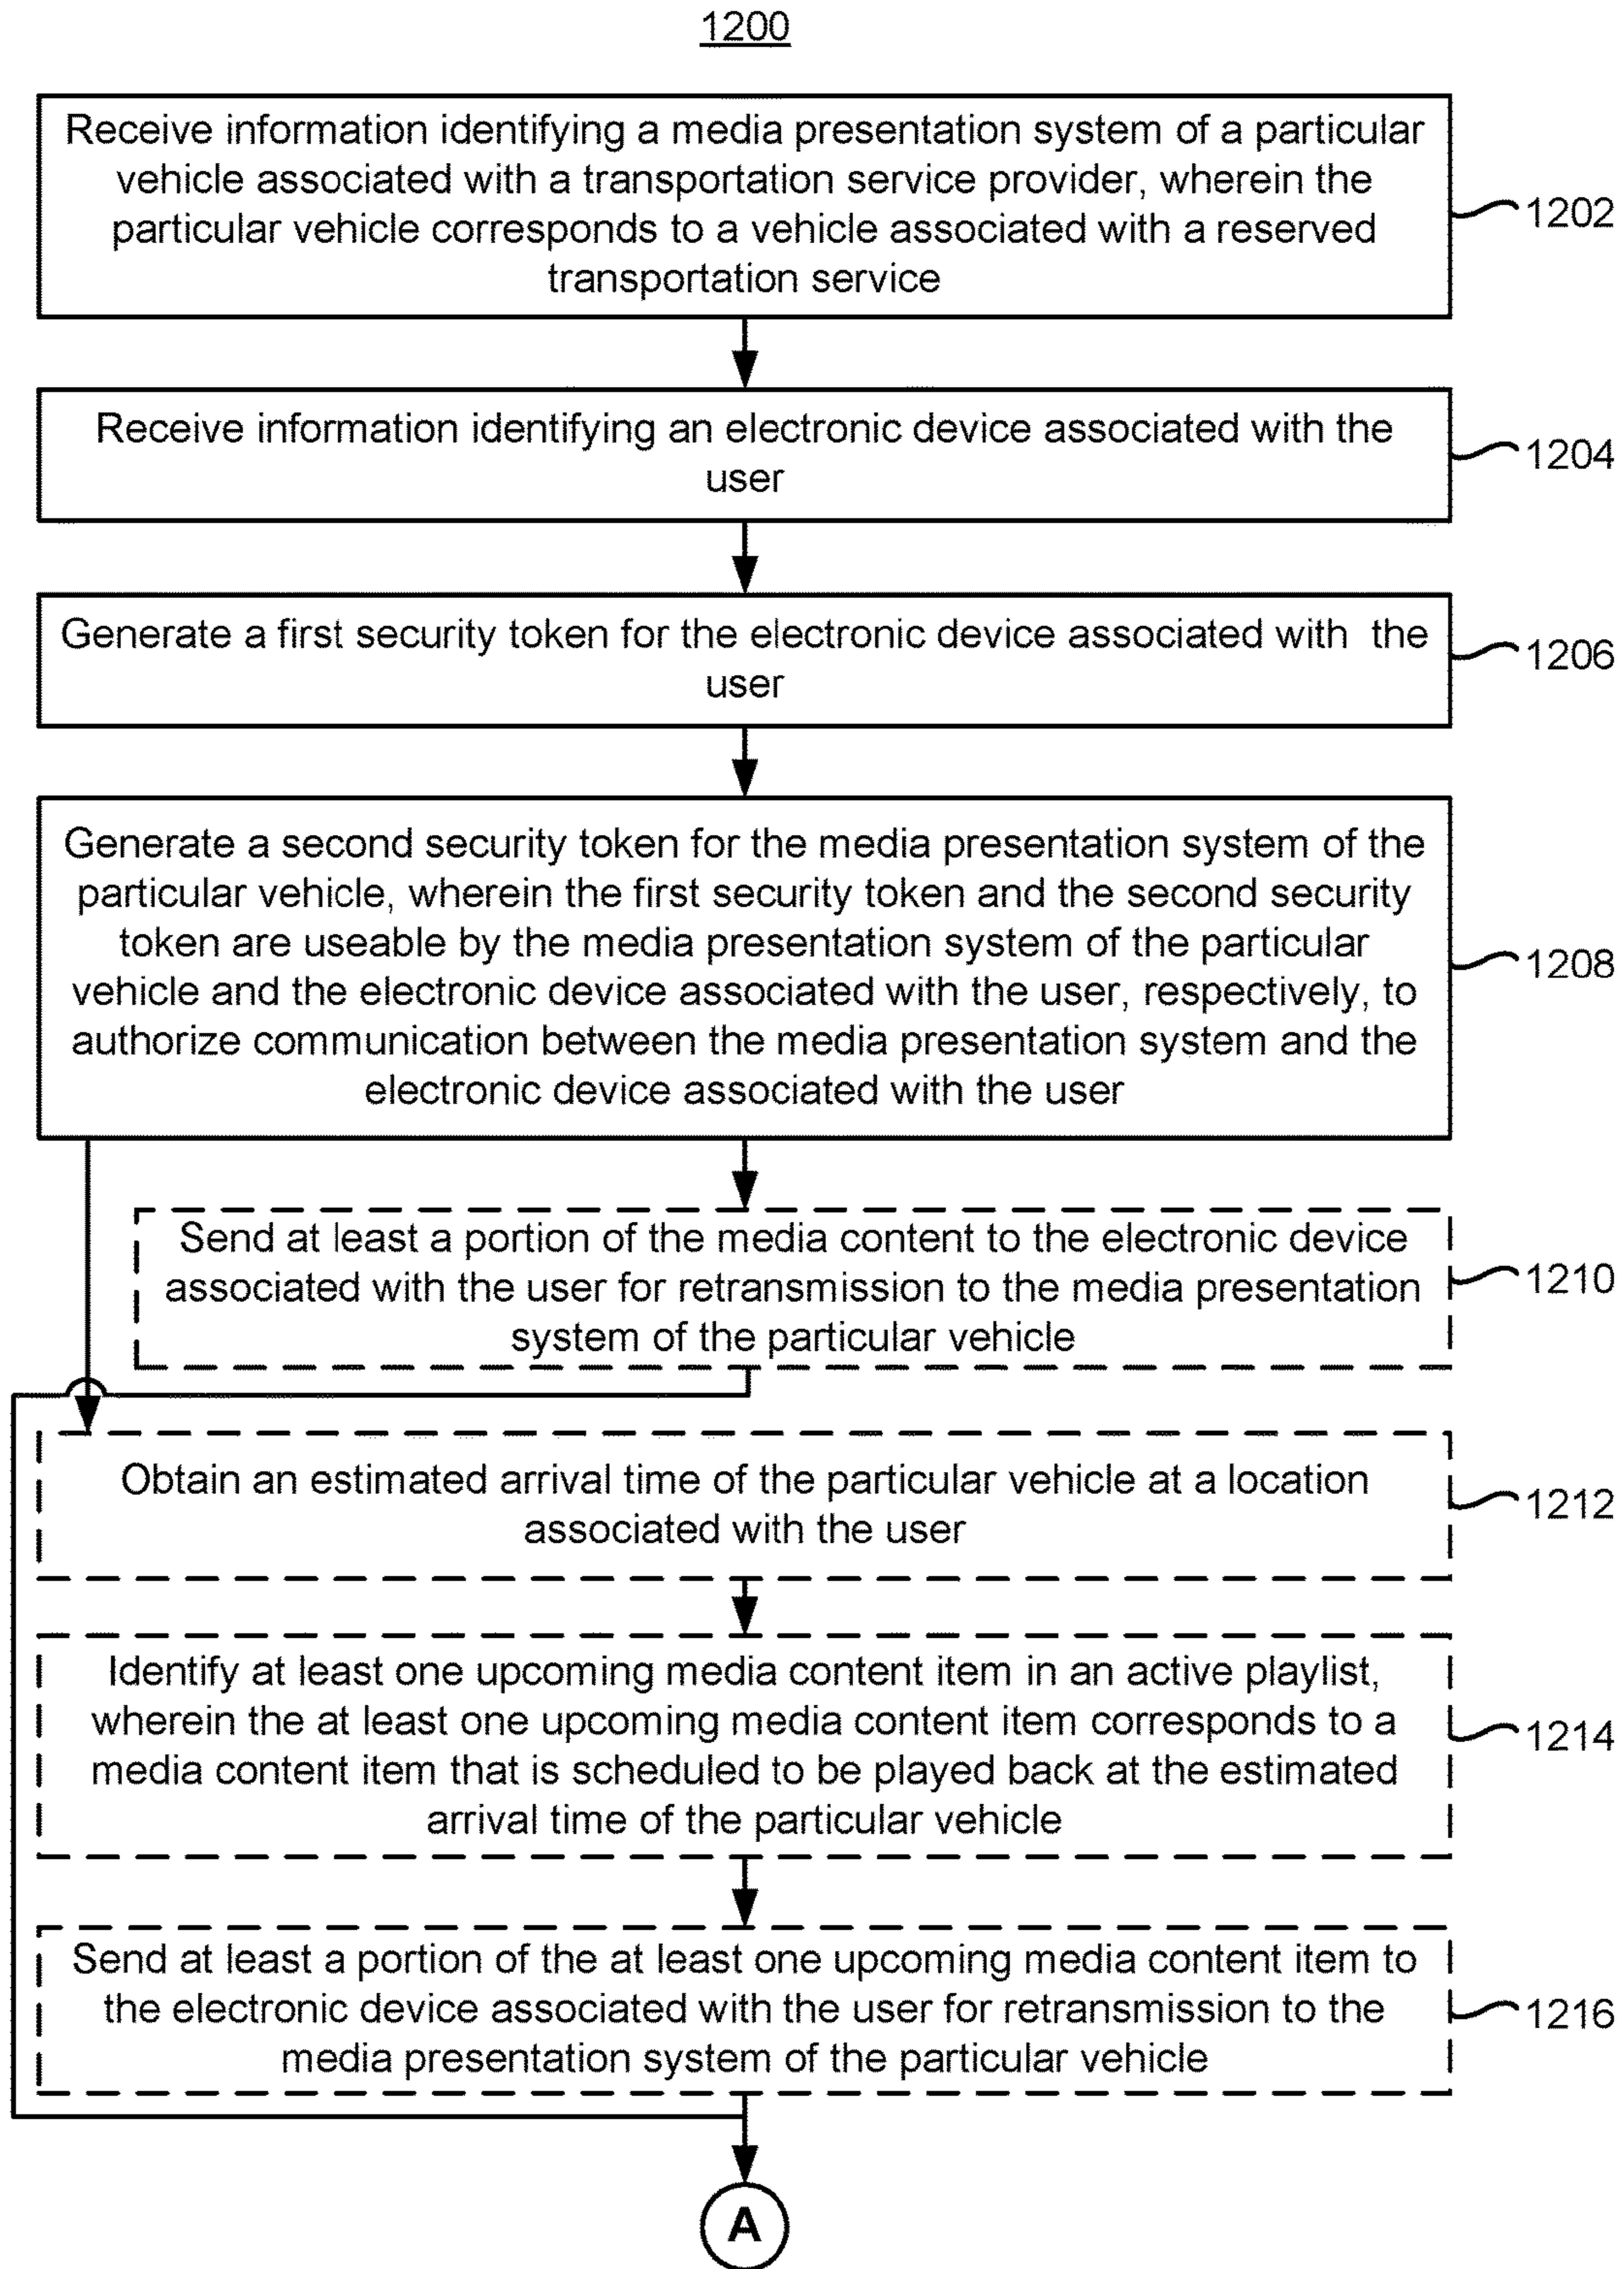 1200
Receive information identifying a media presentation system of a particular
vehicle associated with a transportation service provider, wherein the
particular vehicle corresponds to a vehicle associated with a reserved
transportation service
1202
Receive information identifying an electronic device associated with the
user
1204
Generate a first security token for the electronic device associated with the
user
1206
Generate a second security token for the media presentation system of the
particular vehicle, wherein the first security token and the second security
token are useable by the media presentation system of the particular
vehicle and the electronic device associated with the user, respectively, to
authorize communication between the media presentation system and the
electronic device associated with the user
1208
Send at least a portion of the media content to the electronic device
associated with the user for retransmission to the media presentation
system of the particular vehicle
1210
Obtain an estimated arrival time of the particular vehicle at a location
associated with the user
1212
Identify at least one upcoming media content item in an active playlist,
wherein the at least one upcoming media content item corresponds to a
media content item that is scheduled to be played back at the estimated
arrival time of the particular vehicle
1214
Send at least a portion of the at least one upcoming media content item to
the electronic device associated with the user for retransmission to the
media presentation system of the particular vehicle
1216
A